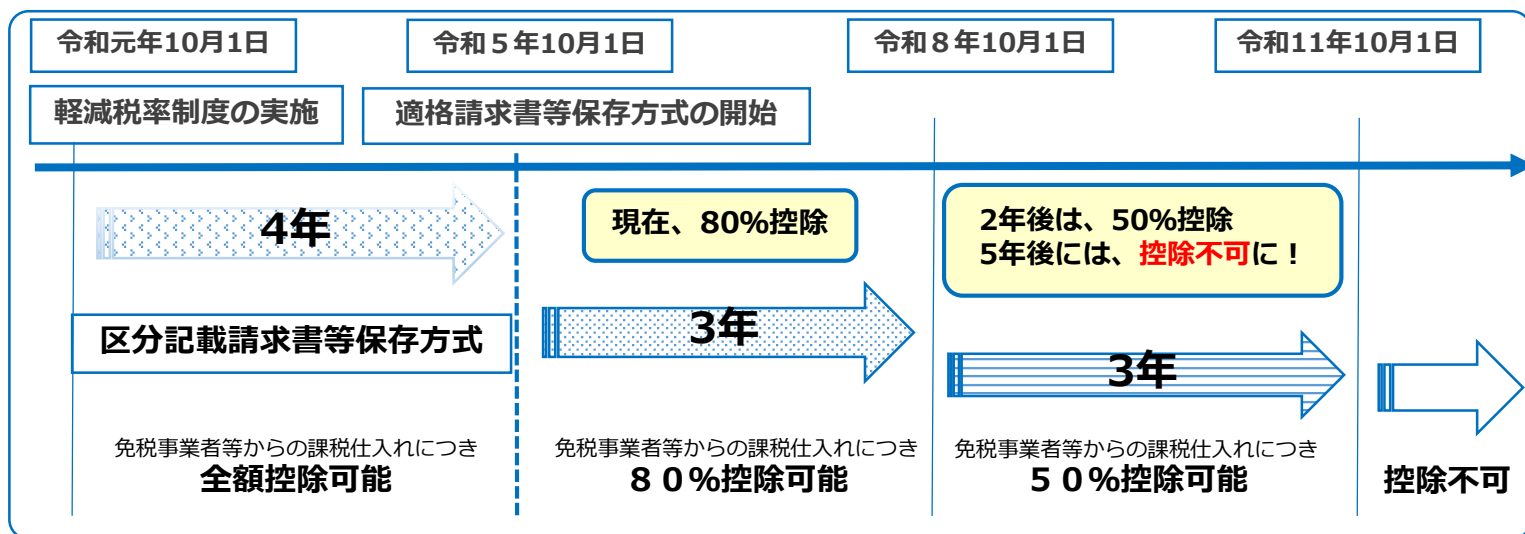 令和元年10月1日
令和５年10月1日
令和８年10月1日
令和11年10月1日
軽減税率制度の実施
適格請求書等保存方式の開始
4年
現在、80%控除
2年後は、50%控除
5年後には、控除不可に！
区分記載請求書等保存方式
3年
3年
免税事業者等からの課税仕入れにつき
全額控除可能
免税事業者等からの課税仕入れにつき
８０%控除可能
免税事業者等からの課税仕入れにつき
５０%控除可能
控除不可